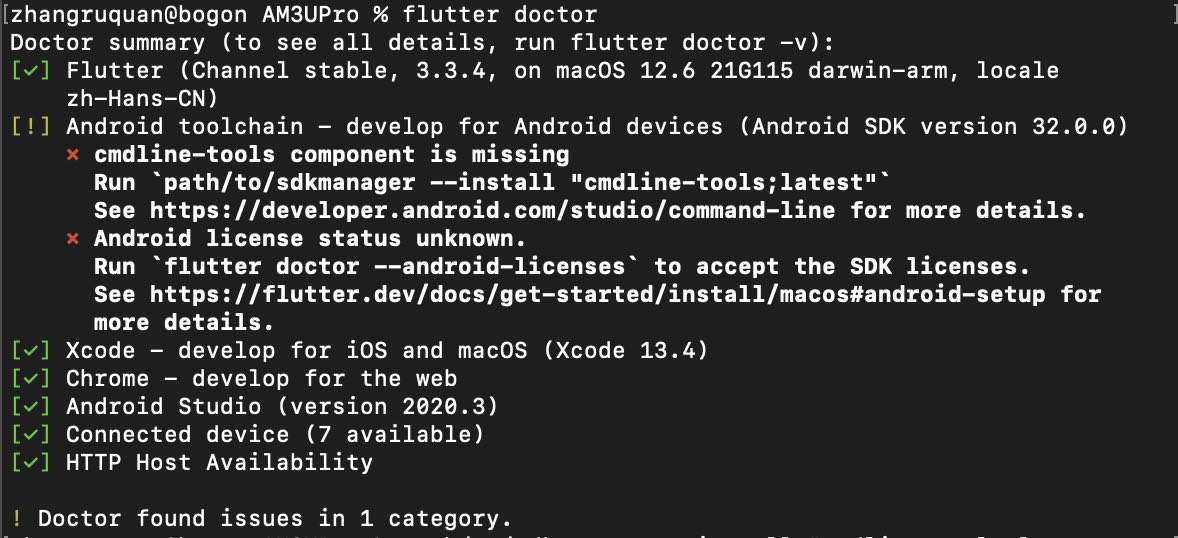 [zhangruquan@bogon AM3UPro % flutter doctor ]
Doctor summary (to see all details, run flutter doctor -v):
[✓] Flutter (Channel stable, 3.3.4, on macOS 12.6 21G115 darwin-arm, locale
zh-Hans-CN)
[!] Android toolchain - develop for Android devices (Android SDK version 32.0.0)
✗ cmdline-tools component is missing
Run `path/to/sdkmanager --install "cmdline-tools;latest"`
See https://developer.android.com/studio/command-line for more details.
✗ Android license status unknown.
Run `flutter doctor --android-licenses` to accept the SDK licenses.
See https://flutter.dev/docs/get-started/install/macos#android-setup for
more details.
[✓] Xcode - develop for iOS and macOS (Xcode 13.4)
[✓] Chrome - develop for the web
[✓] Android Studio (version 2020.3)
[✓] Connected device (7 available)
[✓] HTTP Host Availability
! Doctor found issues in 1 category.